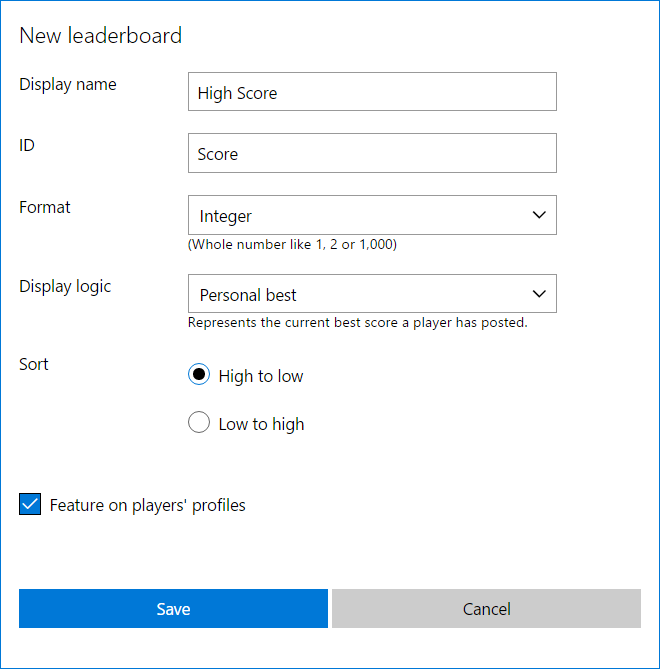 New leaderboard
Display name
High Score
ID
Score
Format
Integer
(Whole number like 1, 2 or 1,000)
Display logic
Personal best
Represents the current best score a player has posted.
Sort
High to low
Low to high
Feature on players' profiles
Save
Cancel